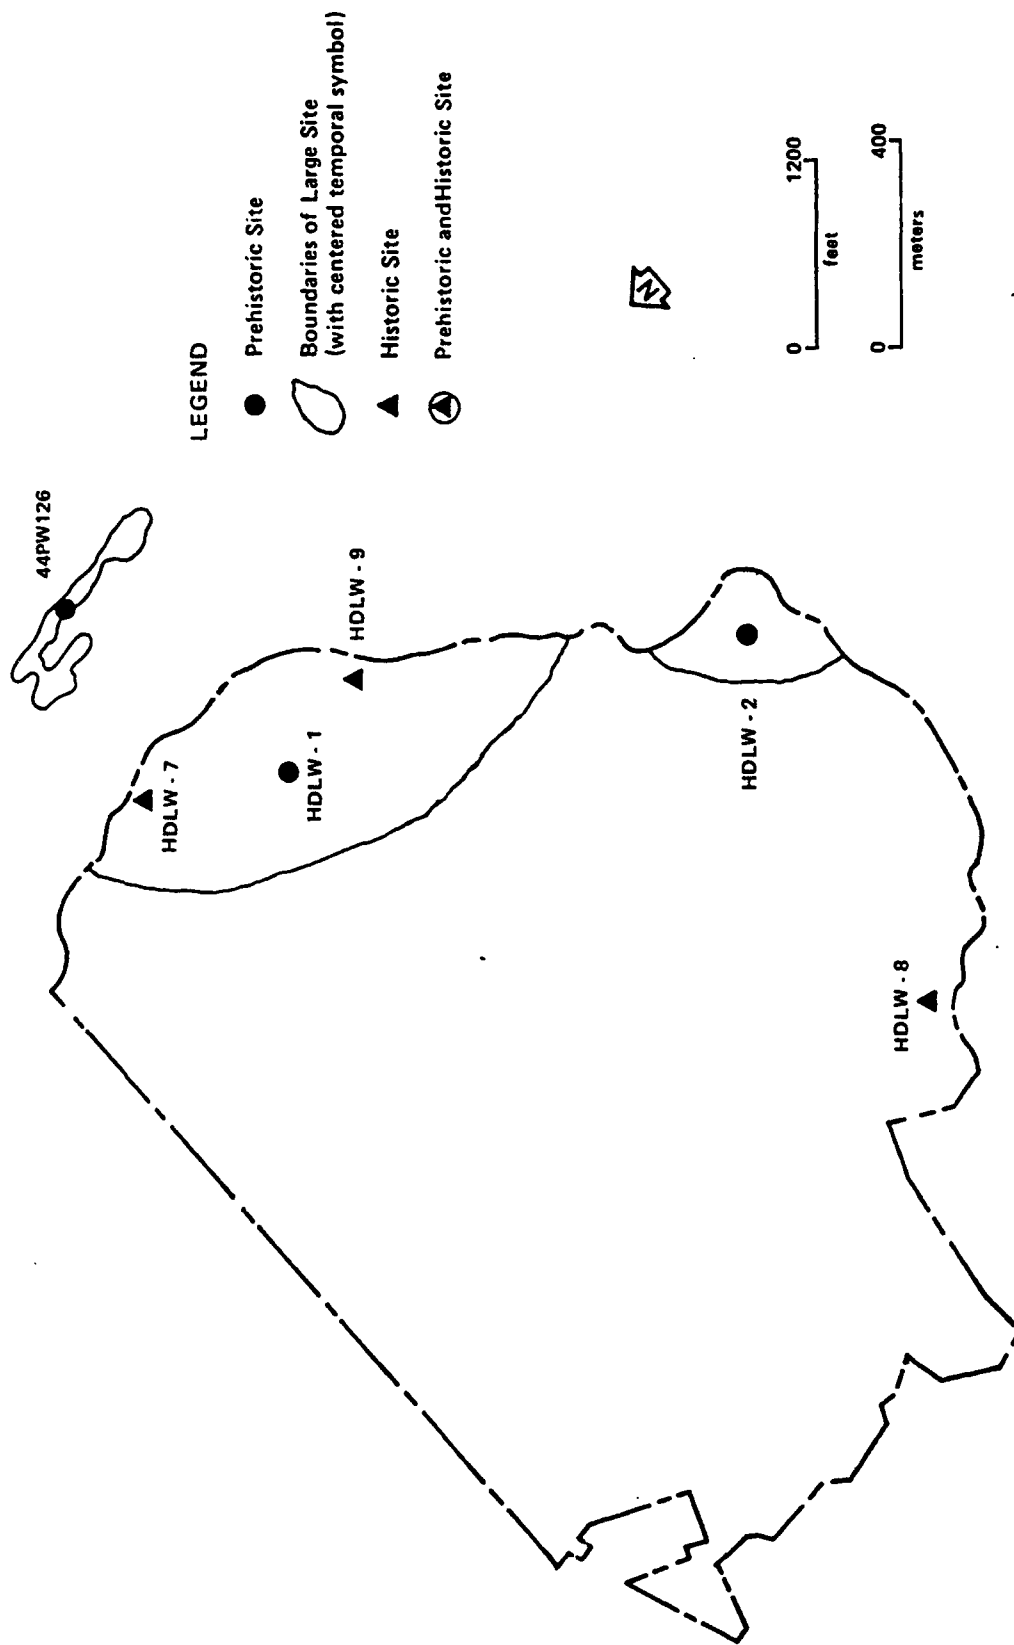 44PW126
HDLW - 7
HDLW - 1
HDLW - 9
HDLW - 2
HDLW - 8
LEGEND
Prehistoric Site
Boundaries of Large Site
(with centered temporal symbol)
Historic Site
Prehistoric andHistoric Site
N
0 1200
feet
0 400
meters